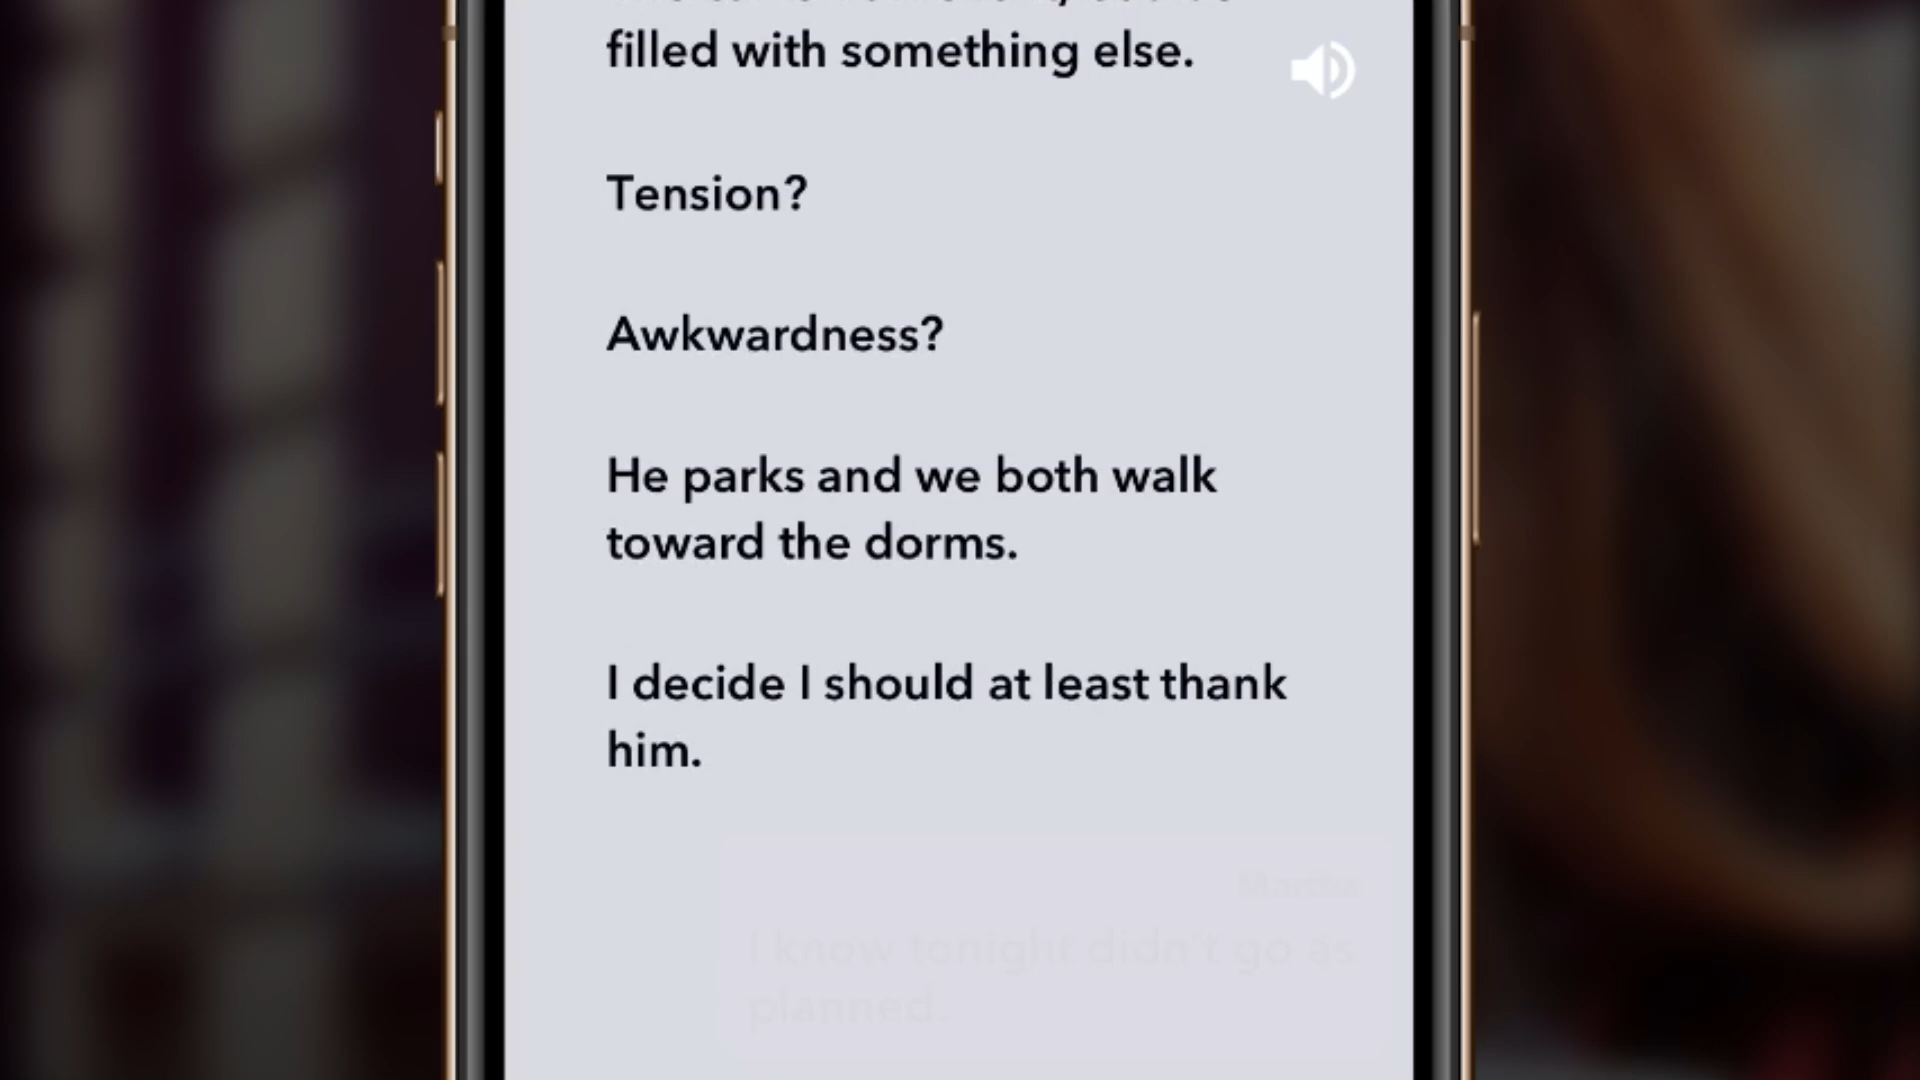 filled with something else.
Tension?
Awkwardness?
He parks and we both walk
toward the dorms.
I decide I should at least thank
him.
Martha
I know tonight didn't go as
planned.